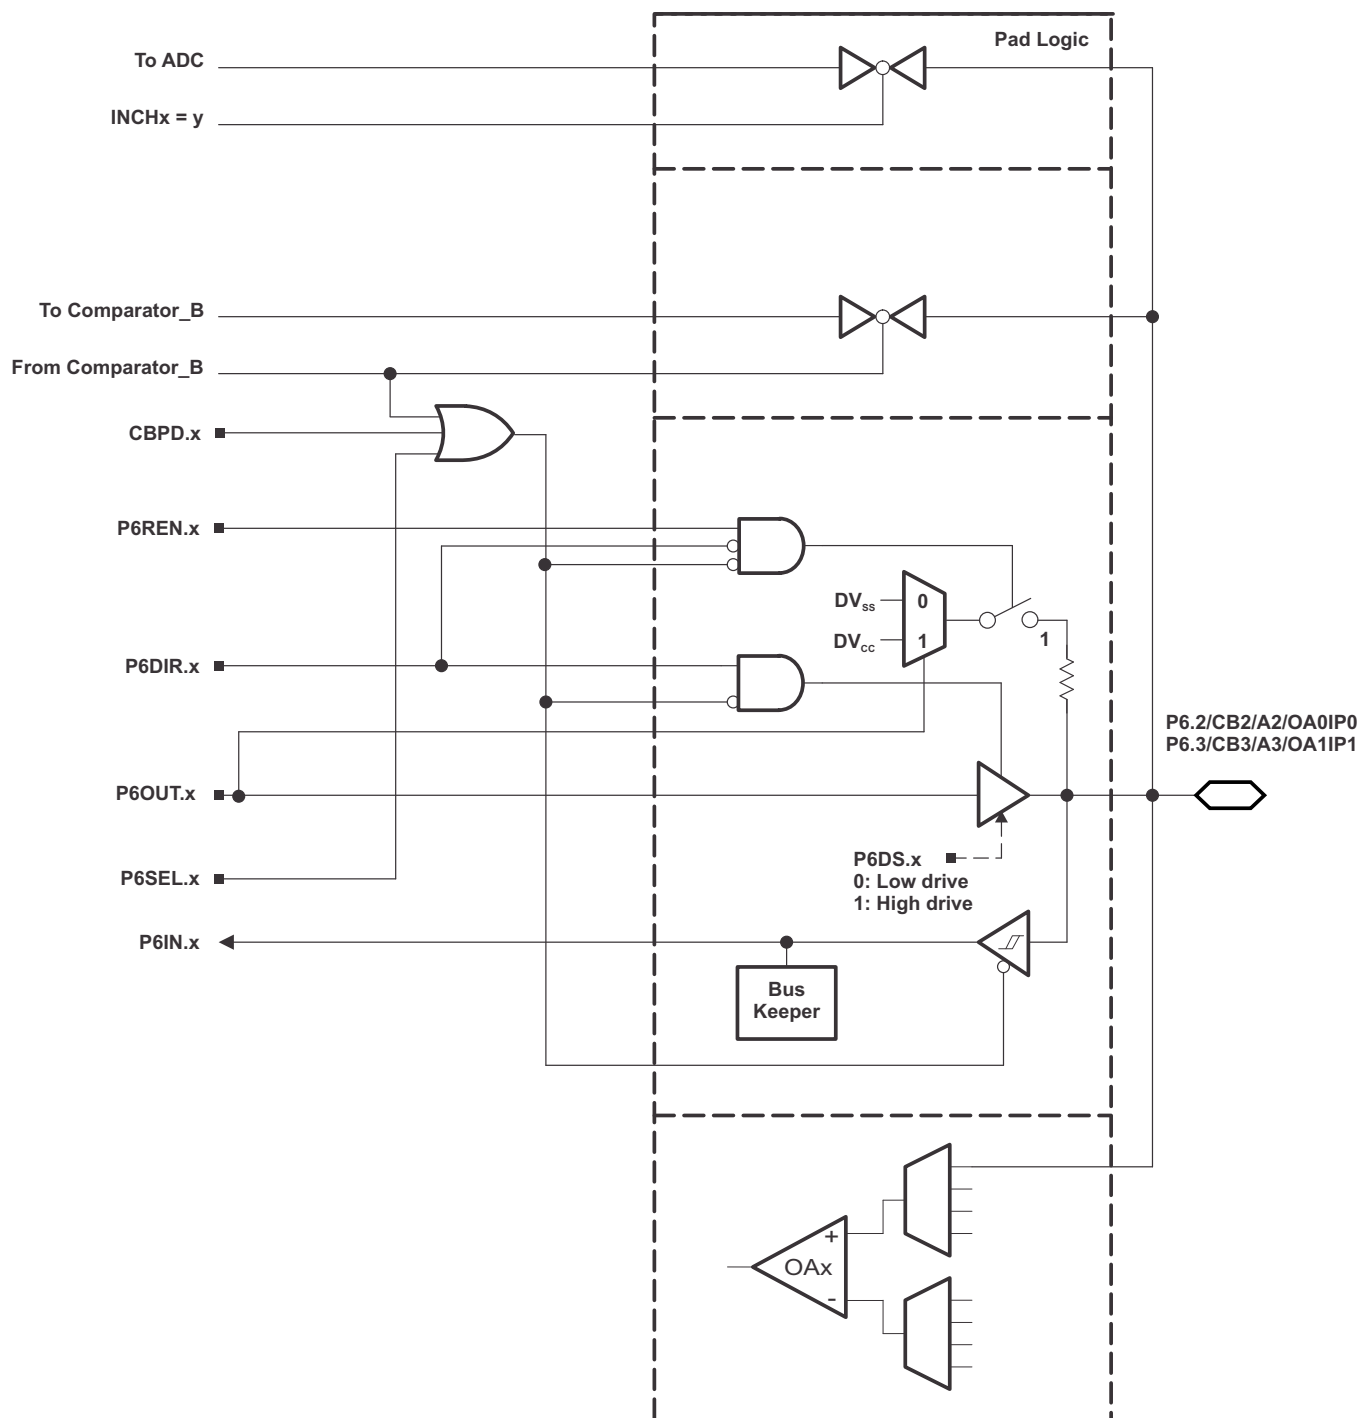 Pad Logic
To ADC
INCHx = y
To Comparator_B
From Comparator_B
CBPD.x
P6REN.x
DVss 0
DVcc 1
1
P6DIR.x
P6.2/CB2/A2/OA0IP0
P6.3/CB3/A3/OA1IP1
P6OUT.x
P6DS.x
0: Low drive
1: High drive
P6SEL.x
P6IN.x
Bus
Keeper
+
OAx
-